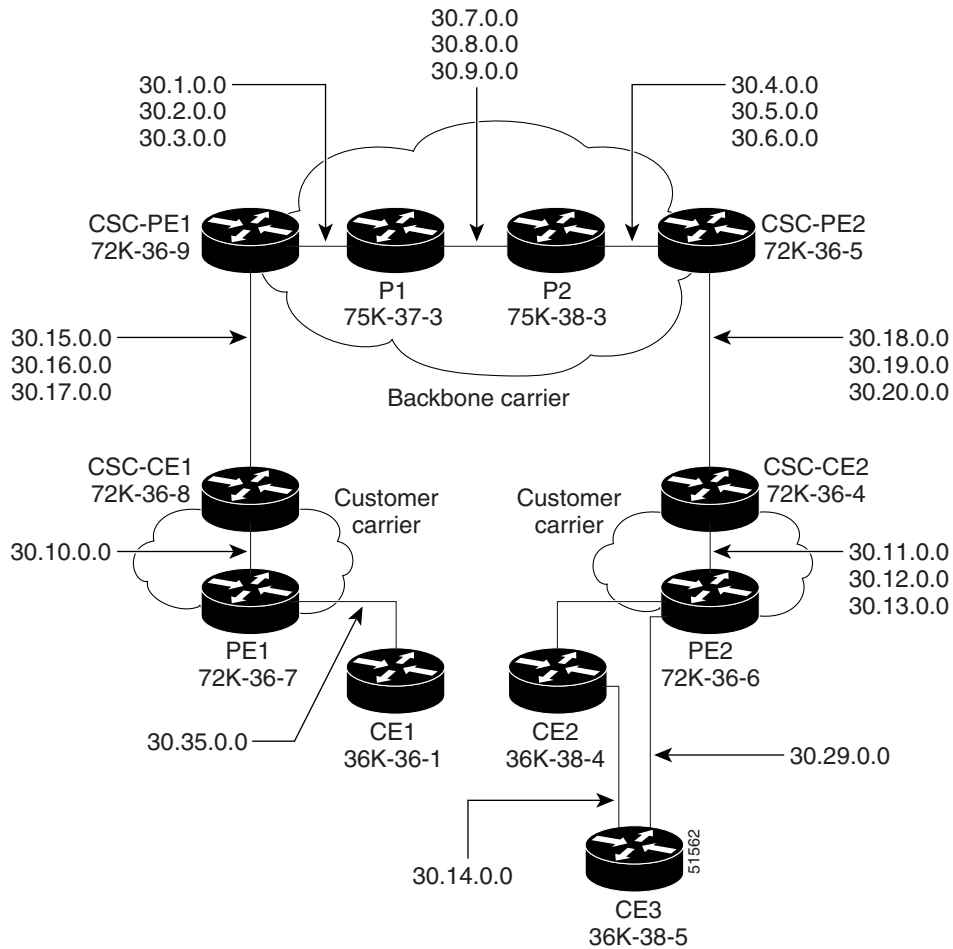 30.7.0.0
30.8.0.0
30.9.0.0
30.1.0.0
30.2.0.0
30.3.0.0
30.4.0.0
30.5.0.0
30.6.0.0
CSC-PE1
72K-36-9
CSC-PE2
72K-36-5
P1
75K-37-3
P2
75K-38-3
30.15.0.0
30.16.0.0
30.17.0.0
30.18.0.0
30.19.0.0
30.20.0.0
Backbone carrier
CSC-CE1
72K-36-8
CSC-CE2
72K-36-4
Customer
carrier
Customer
carrier
30.10.0.0
30.11.0.0
30.12.0.0
30.13.0.0
PE1
72K-36-7
PE2
72K-36-6
30.35.0.0
CE1
36K-36-1
CE2
36K-38-4
30.29.0.0
30.14.0.0
51562
CE3
36K-38-5